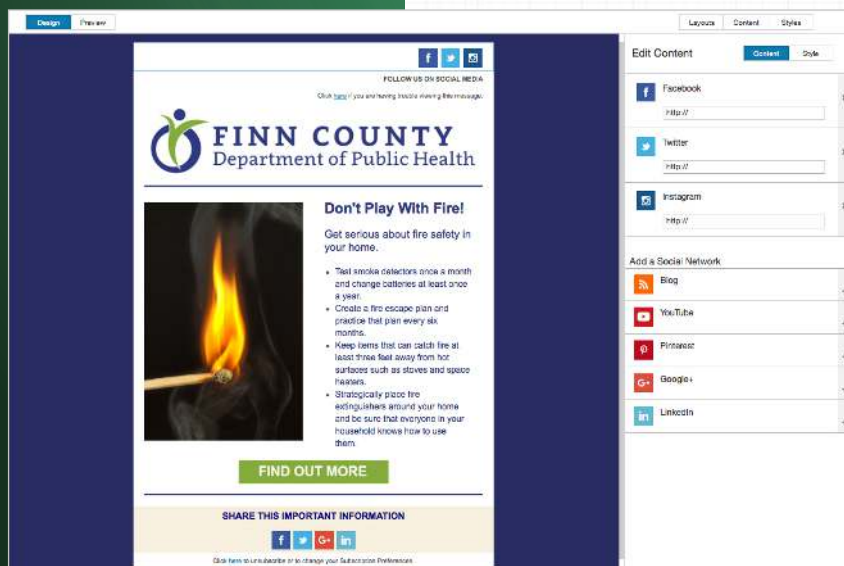 Design Preview
Layouts Content Styles
FOLLOW US ON SOCIAL MEDIA
Click here if you are having trouble viewing this message.
FINN COUNTY
Department of Public Health
Don't Play With Fire!
Get serious about fire safety in
your home.
• Test smoke detectors once a month
and change batteries at least once
a year.
• Create a fire escape plan and
practice that plan every six
months.
• Keep items that can catch fire at
least three feet away from hot
surfaces such as stoves and space
heaters.
• Strategically place fire
extinguishers around your home
and be sure that everyone in your
household knows how to use
them.
FIND OUT MORE
SHARE THIS IMPORTANT INFORMATION
Click here to unsubscribe or to change your Subscription Preferences.
Edit Content Content Style
Facebook
http://
Twitter
http://
Instagram
http://
Add a Social Network
Blog
YouTube
Pinterest
Google+
LinkedIn